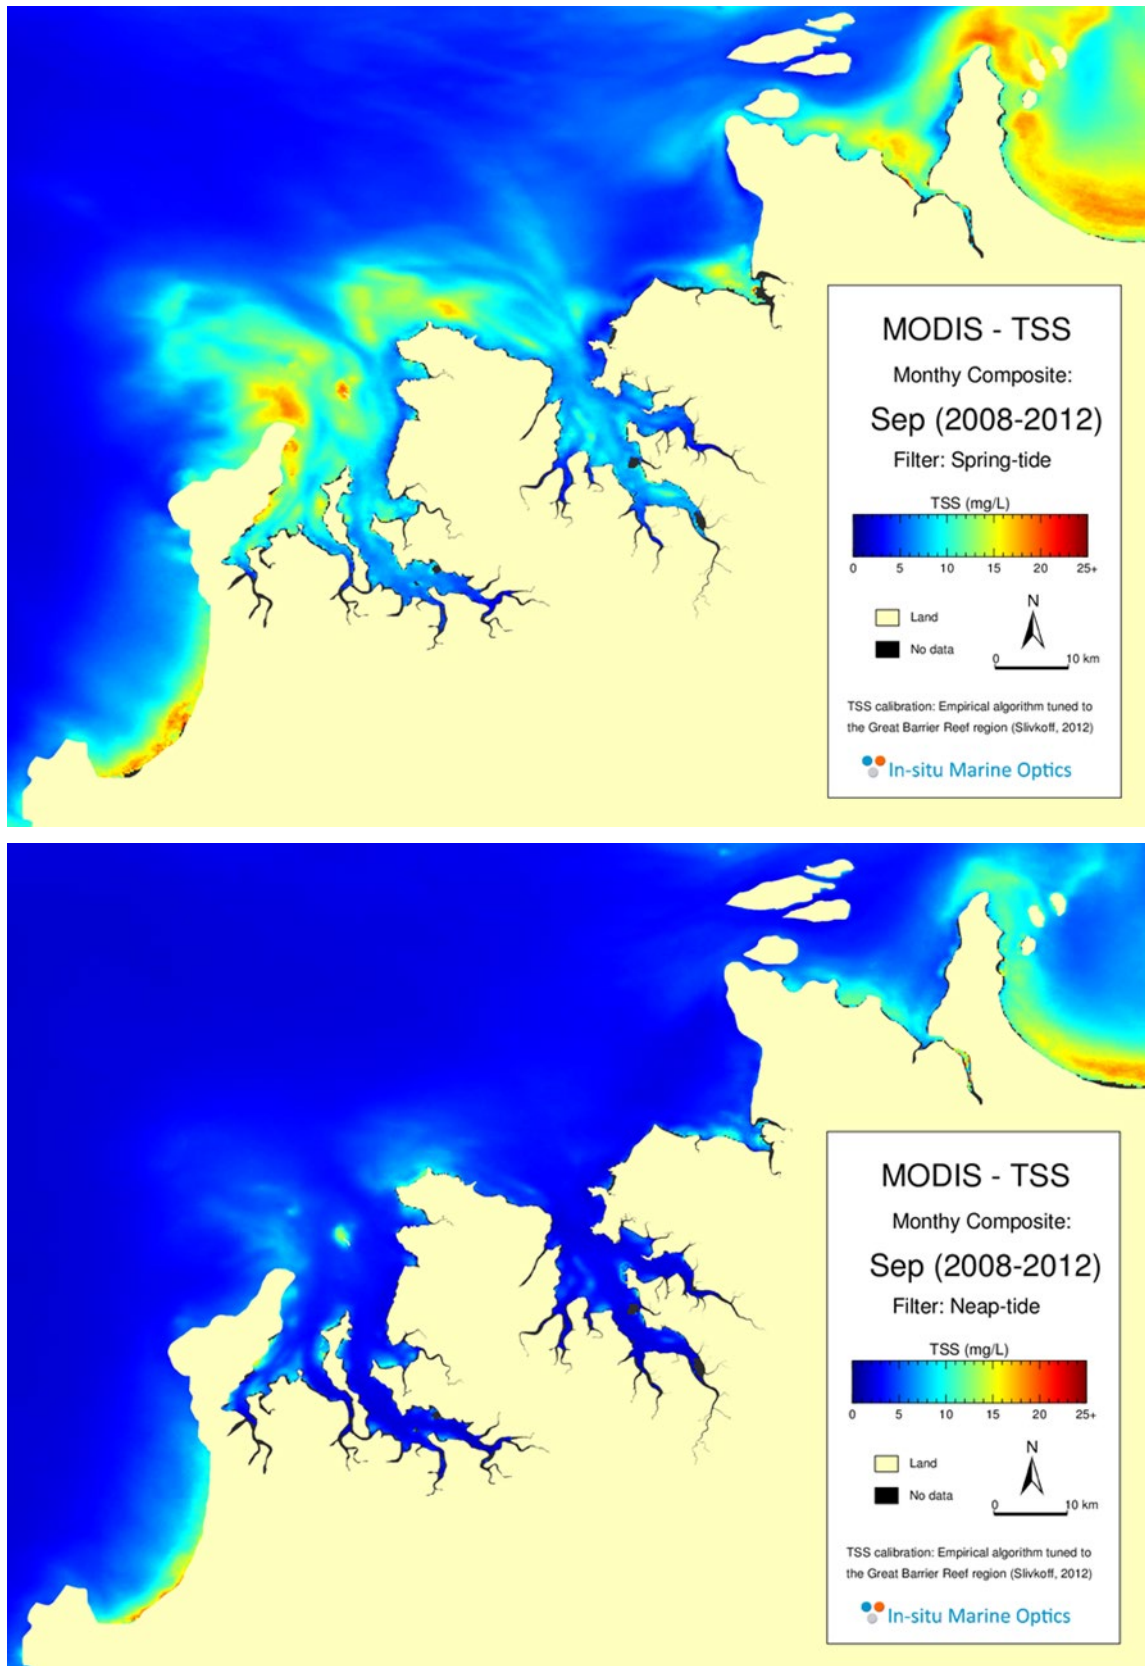 MODIS - TSS
Monthy Composite:
Sep (2008-2012)
Filter: Spring-tide
TSS (mg/L)
0 5 10 15 20 25+
N
Land
No data
0 10 km
TSS calibration: Empirical algorithm tuned to
the Great Barrier Reef region (Slivkoff, 2012)
In-situ Marine Optics
MODIS - TSS
Monthy Composite:
Sep (2008-2012)
Filter: Neap-tide
TSS (mg/L)
0 5 10 15 20 25+
N
Land
No data
0 10 km
TSS calibration: Empirical algorithm tuned to
the Great Barrier Reef region (Slivkoff, 2012)
In-situ Marine Optics